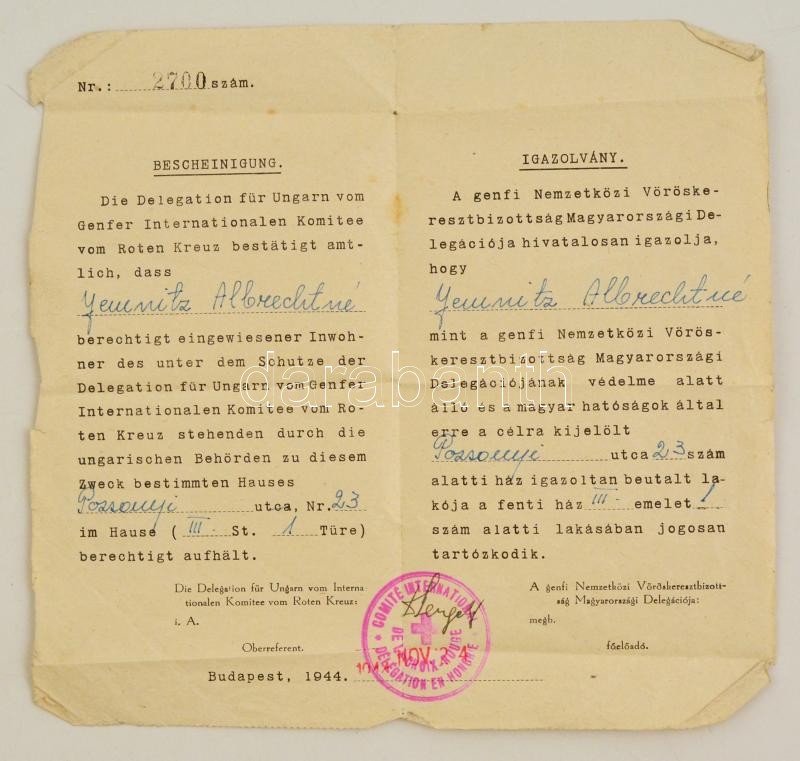 Nr.: 2700 szám.
BESCHEINIGUNG.
Die Delegation für Ungarn vom
Genfer Internationalen Komitee
vom Roten Kreuz bestätigt amt-
lich, dass
Jemnitz Albrechtné
berechtigt eingewiesener Inwoh-
ner des unter dem Schutze der
Delegation für Ungarn vom Genfer
Internationalen Komitee vom Ro-
ten Kreuz stehenden durch die
ungarischen Behörden zu diesem
Zweck bestimmten Hauses
Pozsonyi utca, Nr. 23
im Hause ( III. St. 1 Türe)
berechtigt aufhält.
Die Delegation für Ungarn vom Interna-
tionalen Komitee vom Roten Kreuz:
i. A.
Oberreferent.
Budapest, 1944.
IGAZOLVÁNY.
A genfi Nemzetközi Vöröske-
resztbizottság Magyarországi De-
legációja hivatalosan igazolja,
hogy
Jemnitz Albrechtné
mint a genfi Nemzetközi Vörös-
keresztbizottság Magyarországi
Delegációjának védelme alatt
álló és a magyar hatóságok által
erre a célra kijelölt
Pozsonyi utca 23 szám
alatti ház igazoltan beutalt la-
kója a fenti ház III. emelet 1
szám alatti lakásában jogosan
tartózkodik.
A genfi Nemzetközi Vöröskeresztbizott-
ság Magyarországi Delegációja:
megb.
főelőadó.
COMITÉ INTERNATIONAL
DE LA CROIX-ROUGE
DÉLÉGATION EN HONGRIE
1944 NOV.
darabanth